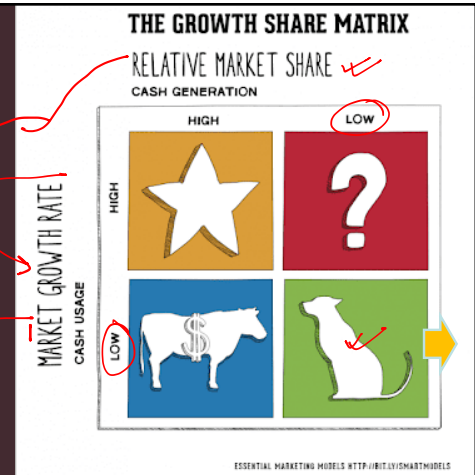 THE GROWTH SHARE MATRIX
RELATIVE MARKET SHARE
CASH GENERATION
HIGH
LOW
MARKET GROWTH RATE
CASH USAGE
HIGH
?
LOW
$
ESSENTIAL MARKETING MODELS HTTP://BIT.LY/SMARTMODELS